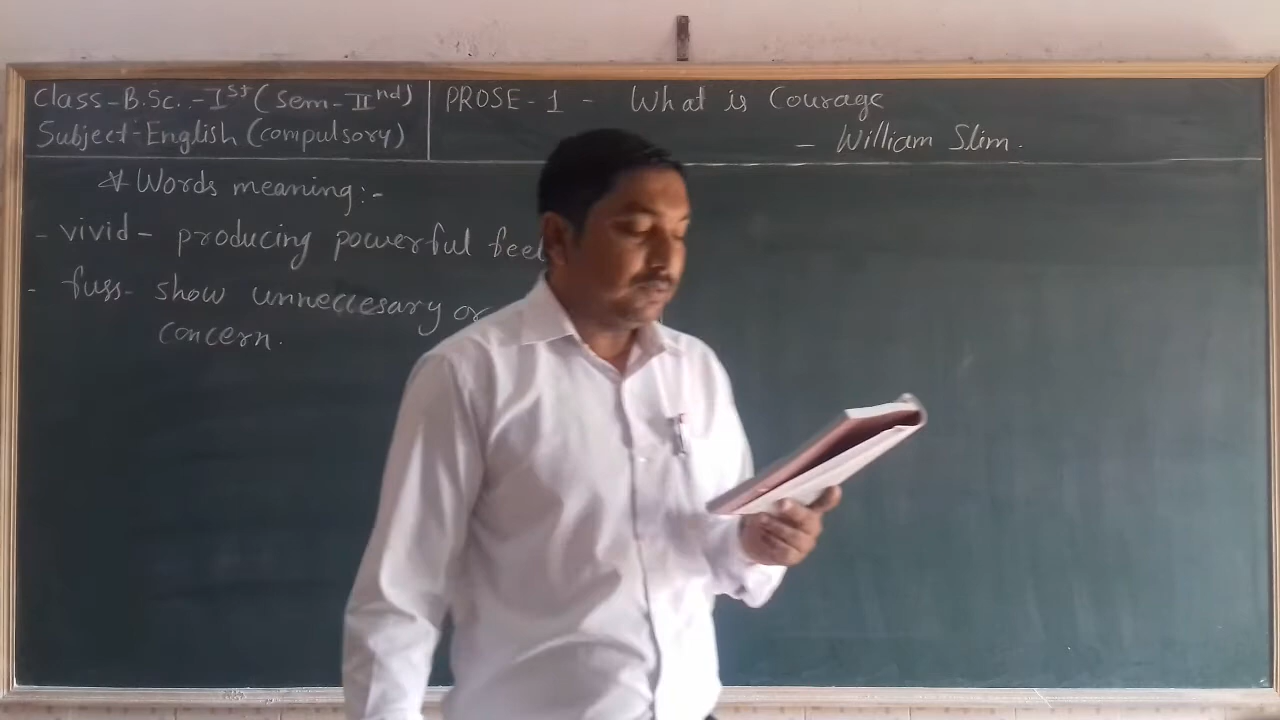 Class-B.Sc.-Ist (Sem-IInd)
Subject-English (compulsory)
PROSE-1 - What is Courage
- William Slim.
* Words meaning:-
- vivid - producing powerful feel
- fuss- show unneccesary or
concern.